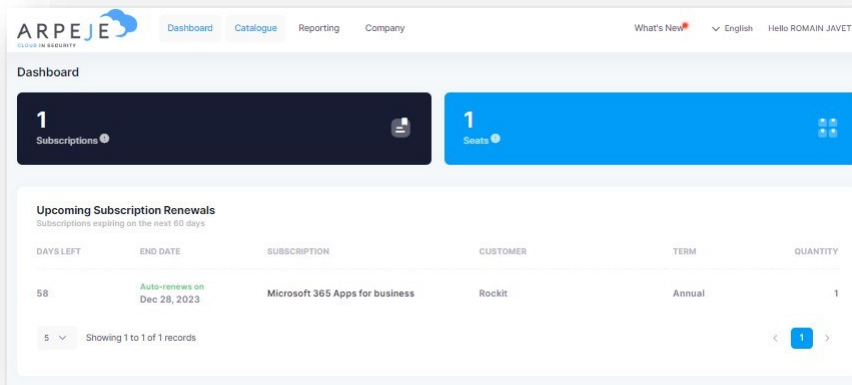 ARPEJE
CLOUD IN SECURITY
Dashboard Catalogue Reporting Company What's New English Hello ROMAIN JAVET
Dashboard
1
Subscriptions
1
Seats
Upcoming Subscription Renewals
Subscriptions expiring on the next 60 days
DAYS LEFT END DATE SUBSCRIPTION CUSTOMER TERM QUANTITY
58 Auto-renews on Dec 28, 2023 Microsoft 365 Apps for business Rockit Annual 1
5 Showing 1 to 1 of 1 records < 1 >